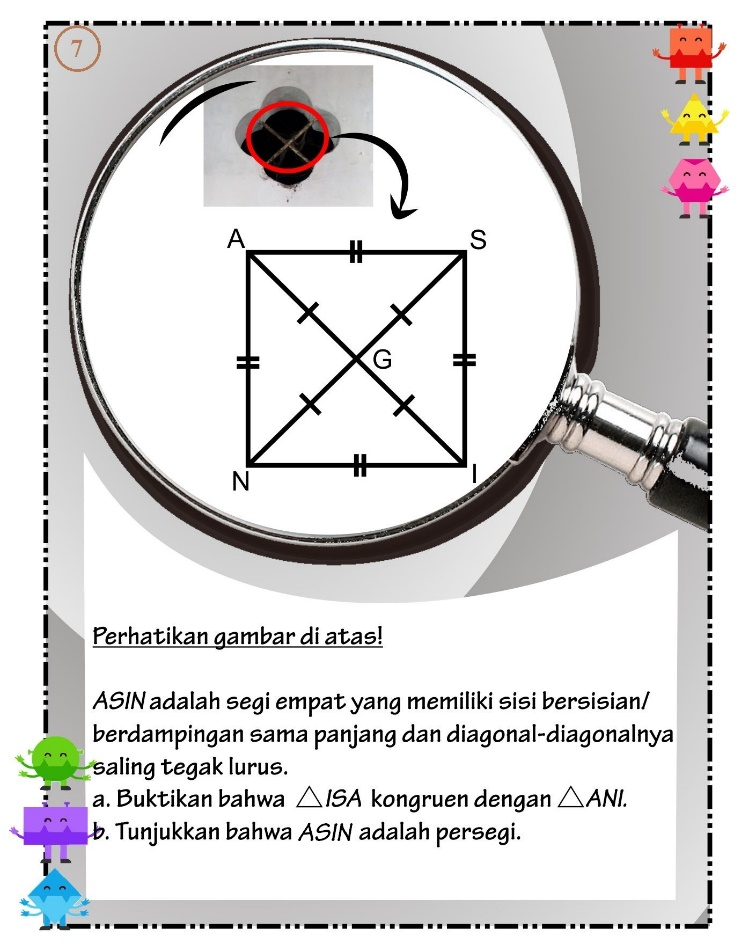 7
A
S
G
N
I
Perhatikan gambar di atas!
ASIN adalah segi empat yang memiliki sisi bersisian/
berdampingan sama panjang dan diagonal-diagonalnya
saling tegak lurus.
a. Buktikan bahwa △ISA kongruen dengan △ANI.
b. Tunjukkan bahwa ASIN adalah persegi.